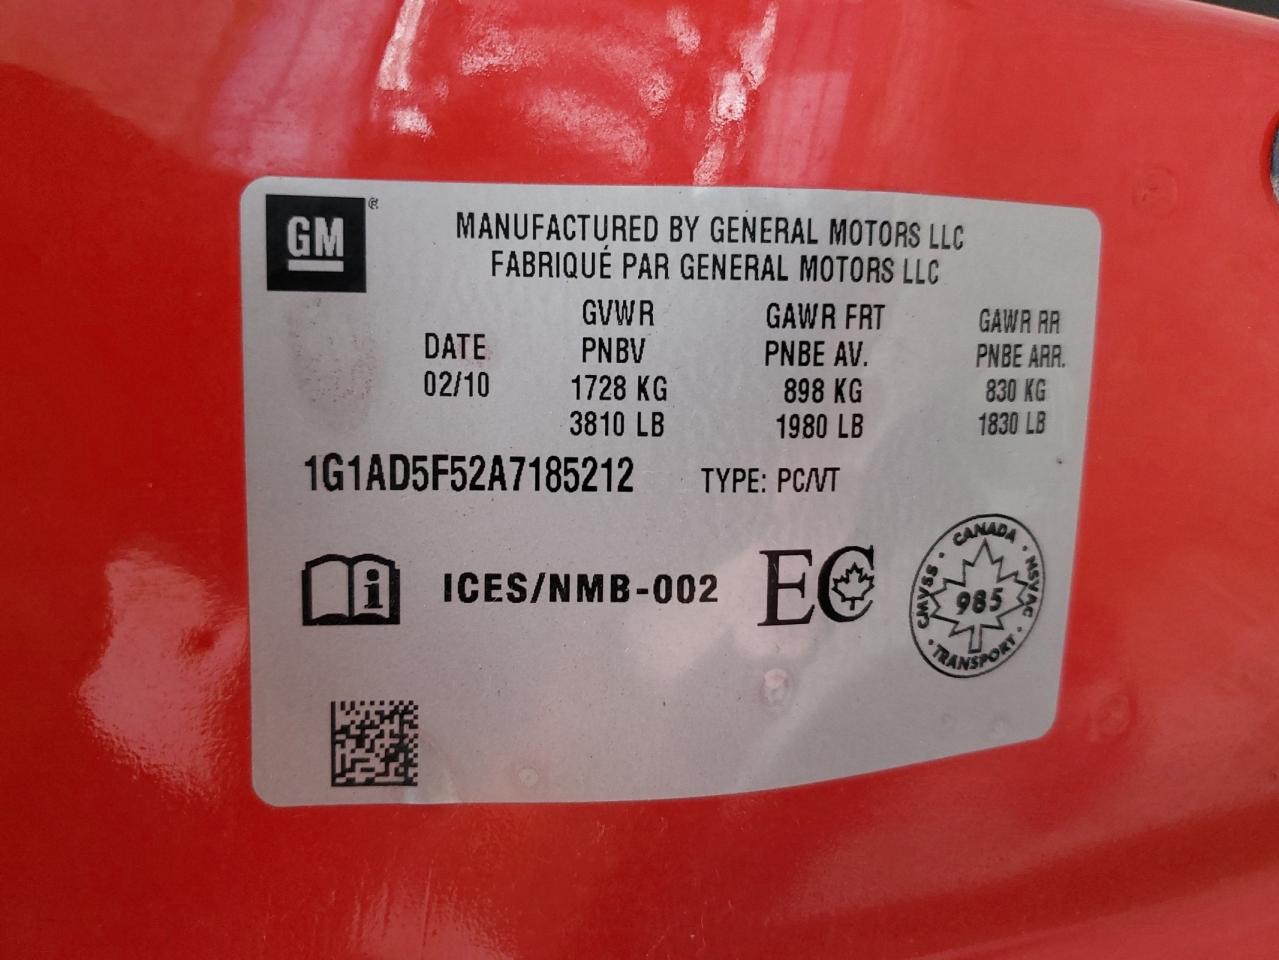 GM®
MANUFACTURED BY GENERAL MOTORS LLC
FABRIQUÉ PAR GENERAL MOTORS LLC
GVWR GAWR FRT GAWR RR
DATE PNBV PNBE AV. PNBE ARR.
02/10 1728 KG 898 KG 830 KG
3810 LB 1980 LB 1830 LB
1G1AD5F52A7185212 TYPE: PC/VT
i ICES/NMB-002 EC
CANADA · NSVAC · TRANSPORT · CMVSS ·
985